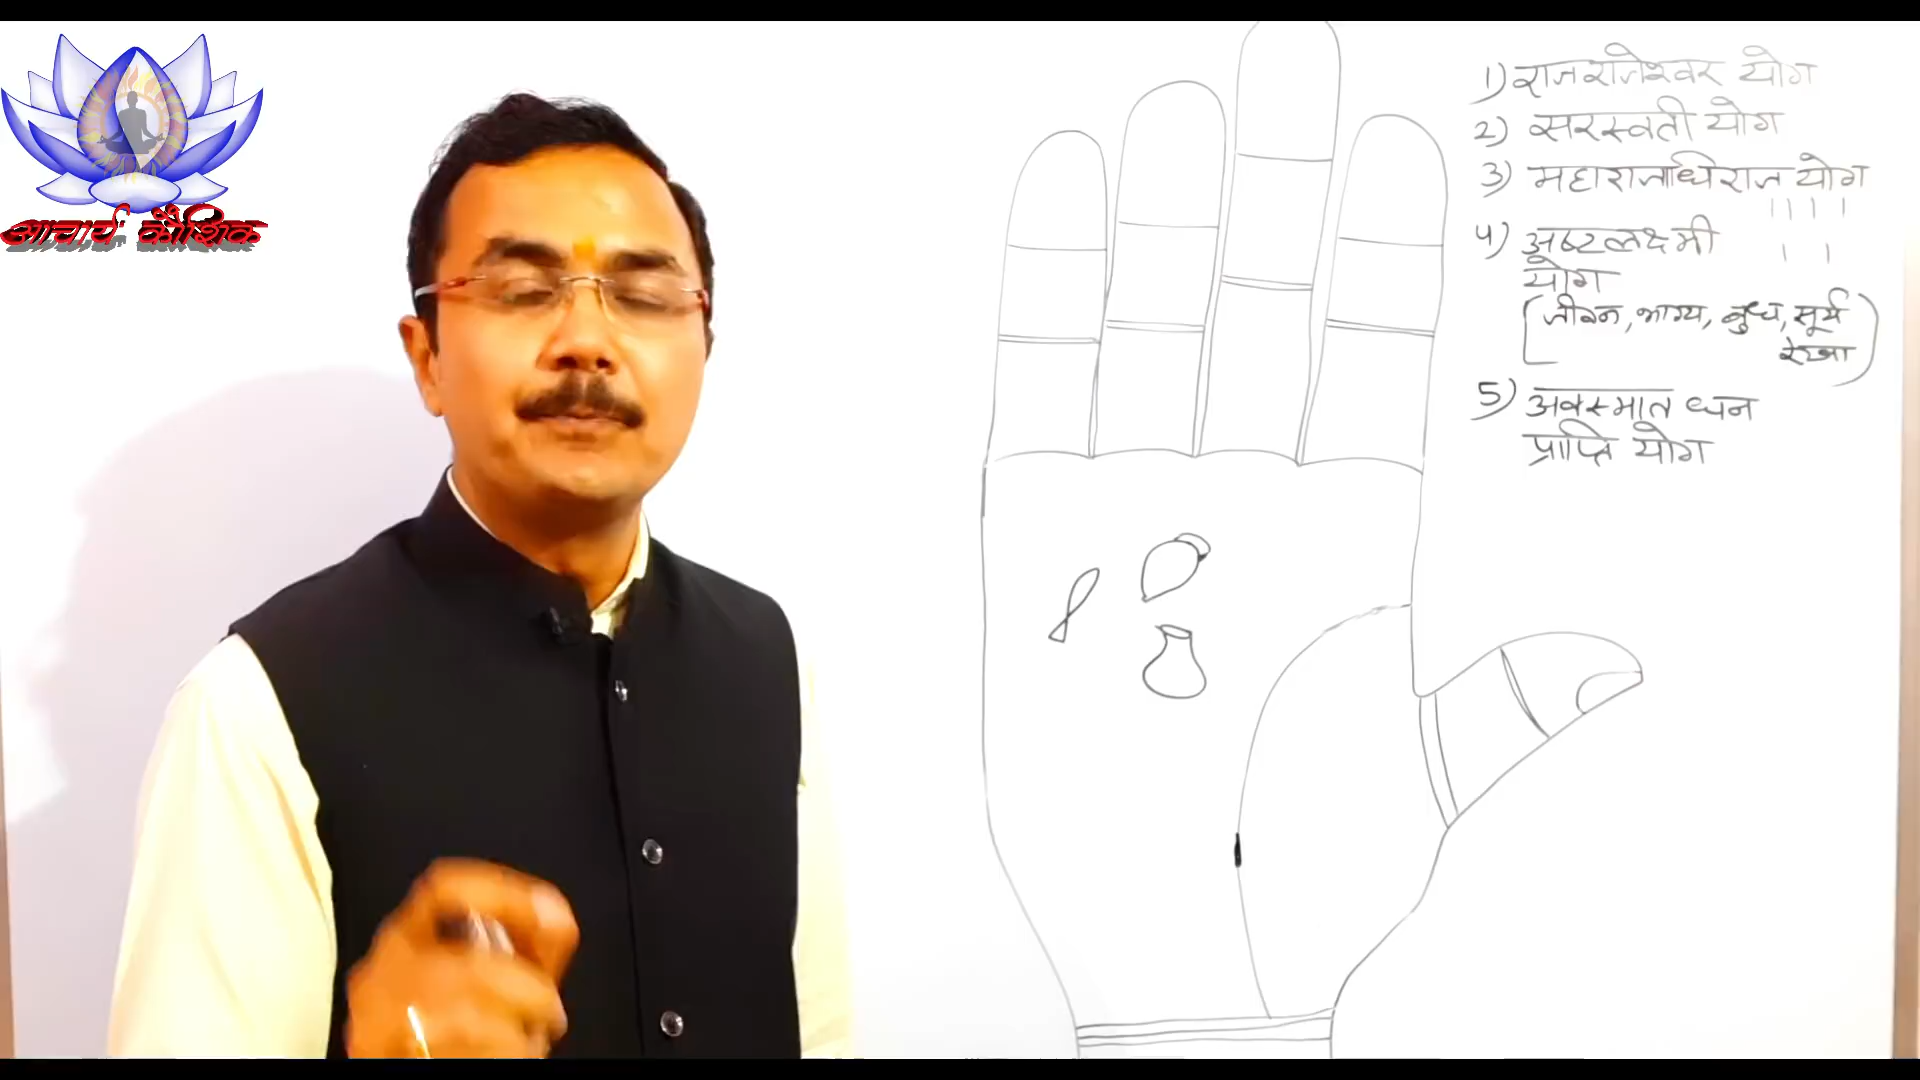 आचार्य कौशिक
1) राजराजेश्वर योग
2) सरस्वती योग
3) महाराजाधिराज योग
4) अष्टलक्ष्मी
योग
(जीवन, भाग्य, बुध, सूर्य
रेखा)
5) अकस्मात धन
प्राप्ति योग